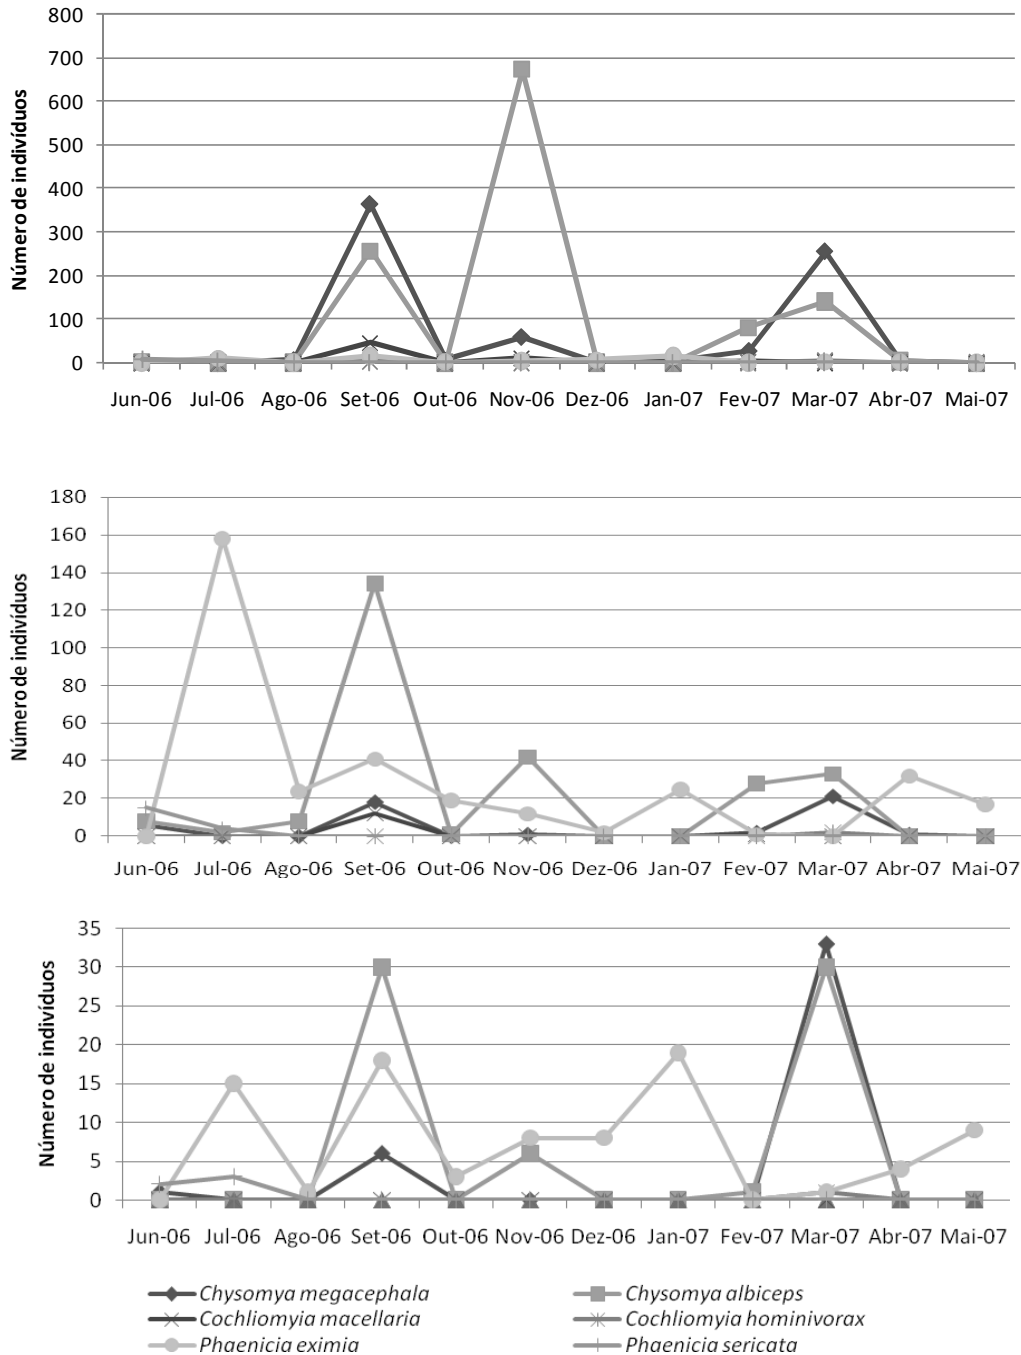 Número de indivíduos
800
700
600
500
400
300
200
100
0
Jun-06 Jul-06 Ago-06 Set-06 Out-06 Nov-06 Dez-06 Jan-07 Fev-07 Mar-07 Abr-07 Mai-07
Número de indivíduos
180
160
140
120
100
80
60
40
20
0
Jun-06 Jul-06 Ago-06 Set-06 Out-06 Nov-06 Dez-06 Jan-07 Fev-07 Mar-07 Abr-07 Mai-07
Número de indivíduos
35
30
25
20
15
10
5
0
Jun-06 Jul-06 Ago-06 Set-06 Out-06 Nov-06 Dez-06 Jan-07 Fev-07 Mar-07 Abr-07 Mai-07
Chysomya megacephala
Chysomya albiceps
Cochliomyia macellaria
Cochliomyia hominivorax
Phaenicia eximia
Phaenicia sericata